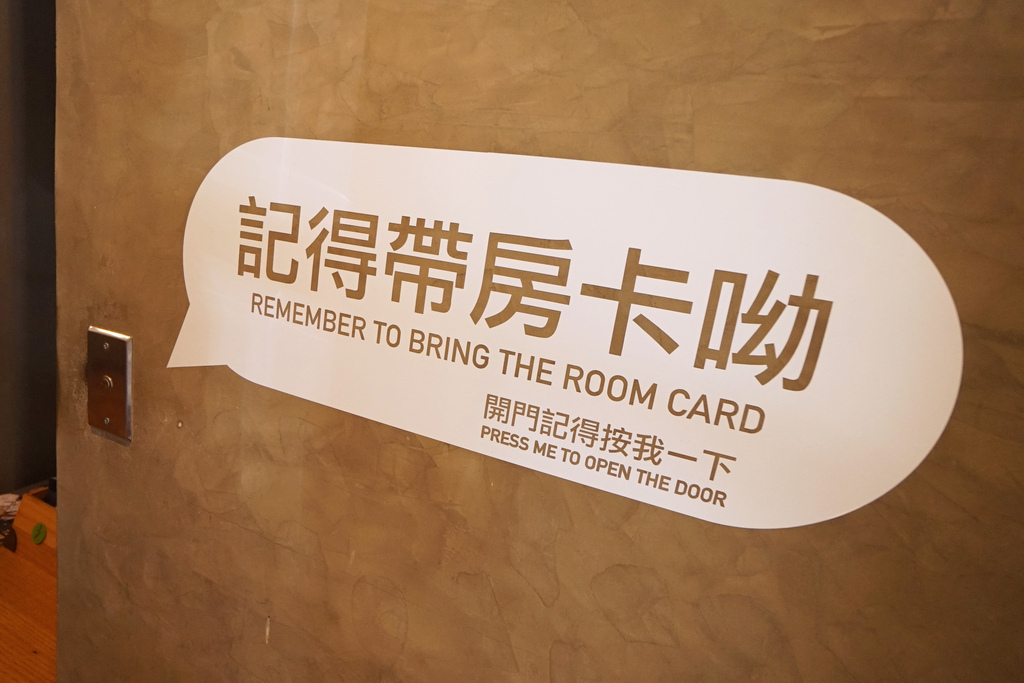 記得帶房卡呦
REMEMBER TO BRING THE ROOM CARD
開門記得按我一下
PRESS ME TO OPEN THE DOOR